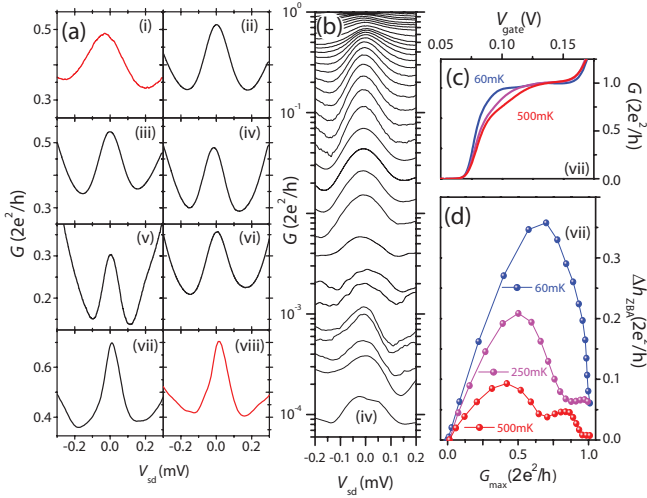 (a)
(i)
(ii)
(iii)
(iv)
(v)
(vi)
(vii)
(viii)
0.5
0.3
0.5
0.3
0.3
0.2
0.6
0.4
G (2e²/h)
-0.2 0.0 0.2
-0.2 0.0 0.2
V_sd (mV)
(b)
10⁰
10⁻¹
10⁻²
10⁻³
10⁻⁴
G (2e²/h)
(iv)
-0.2 -0.1 0.0 0.1 0.2
V_sd (mV)
V_gate (V)
0.05 0.10 0.15
(c)
60mK
500mK
(vii)
1.0
0.5
0.0
G (2e²/h)
(d)
(vii)
60mK
250mK
500mK
0.4
0.3
0.2
0.1
0.0
Δh_ZBA (2e²/h)
0.0 0.5 1.0
G_max (2e²/h)